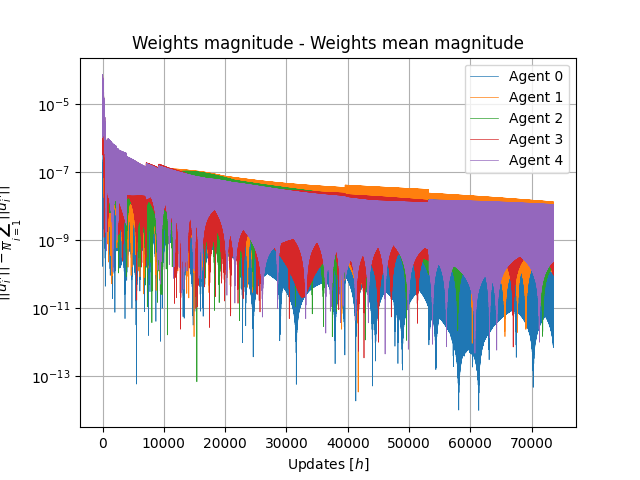 Weights magnitude - Weights mean magnitude
Agent 0
Agent 1
Agent 2
Agent 3
Agent 4
10⁻⁵
10⁻⁷
10⁻⁹
10⁻¹¹
10⁻¹³
0 10000 20000 30000 40000 50000 60000 70000
Updates [h]